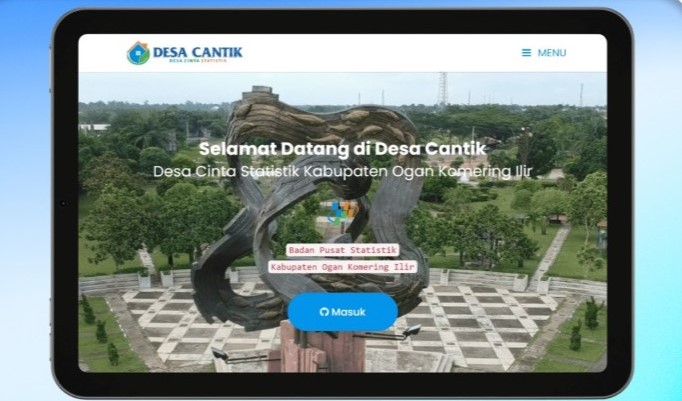 DESA CANTIK
DESA CINTA STATISTIK
MENU
Selamat Datang di Desa Cantik
Desa Cinta Statistik Kabupaten Ogan Komering Ilir
Badan Pusat Statistik
Kabupaten Ogan Komering Ilir
Masuk